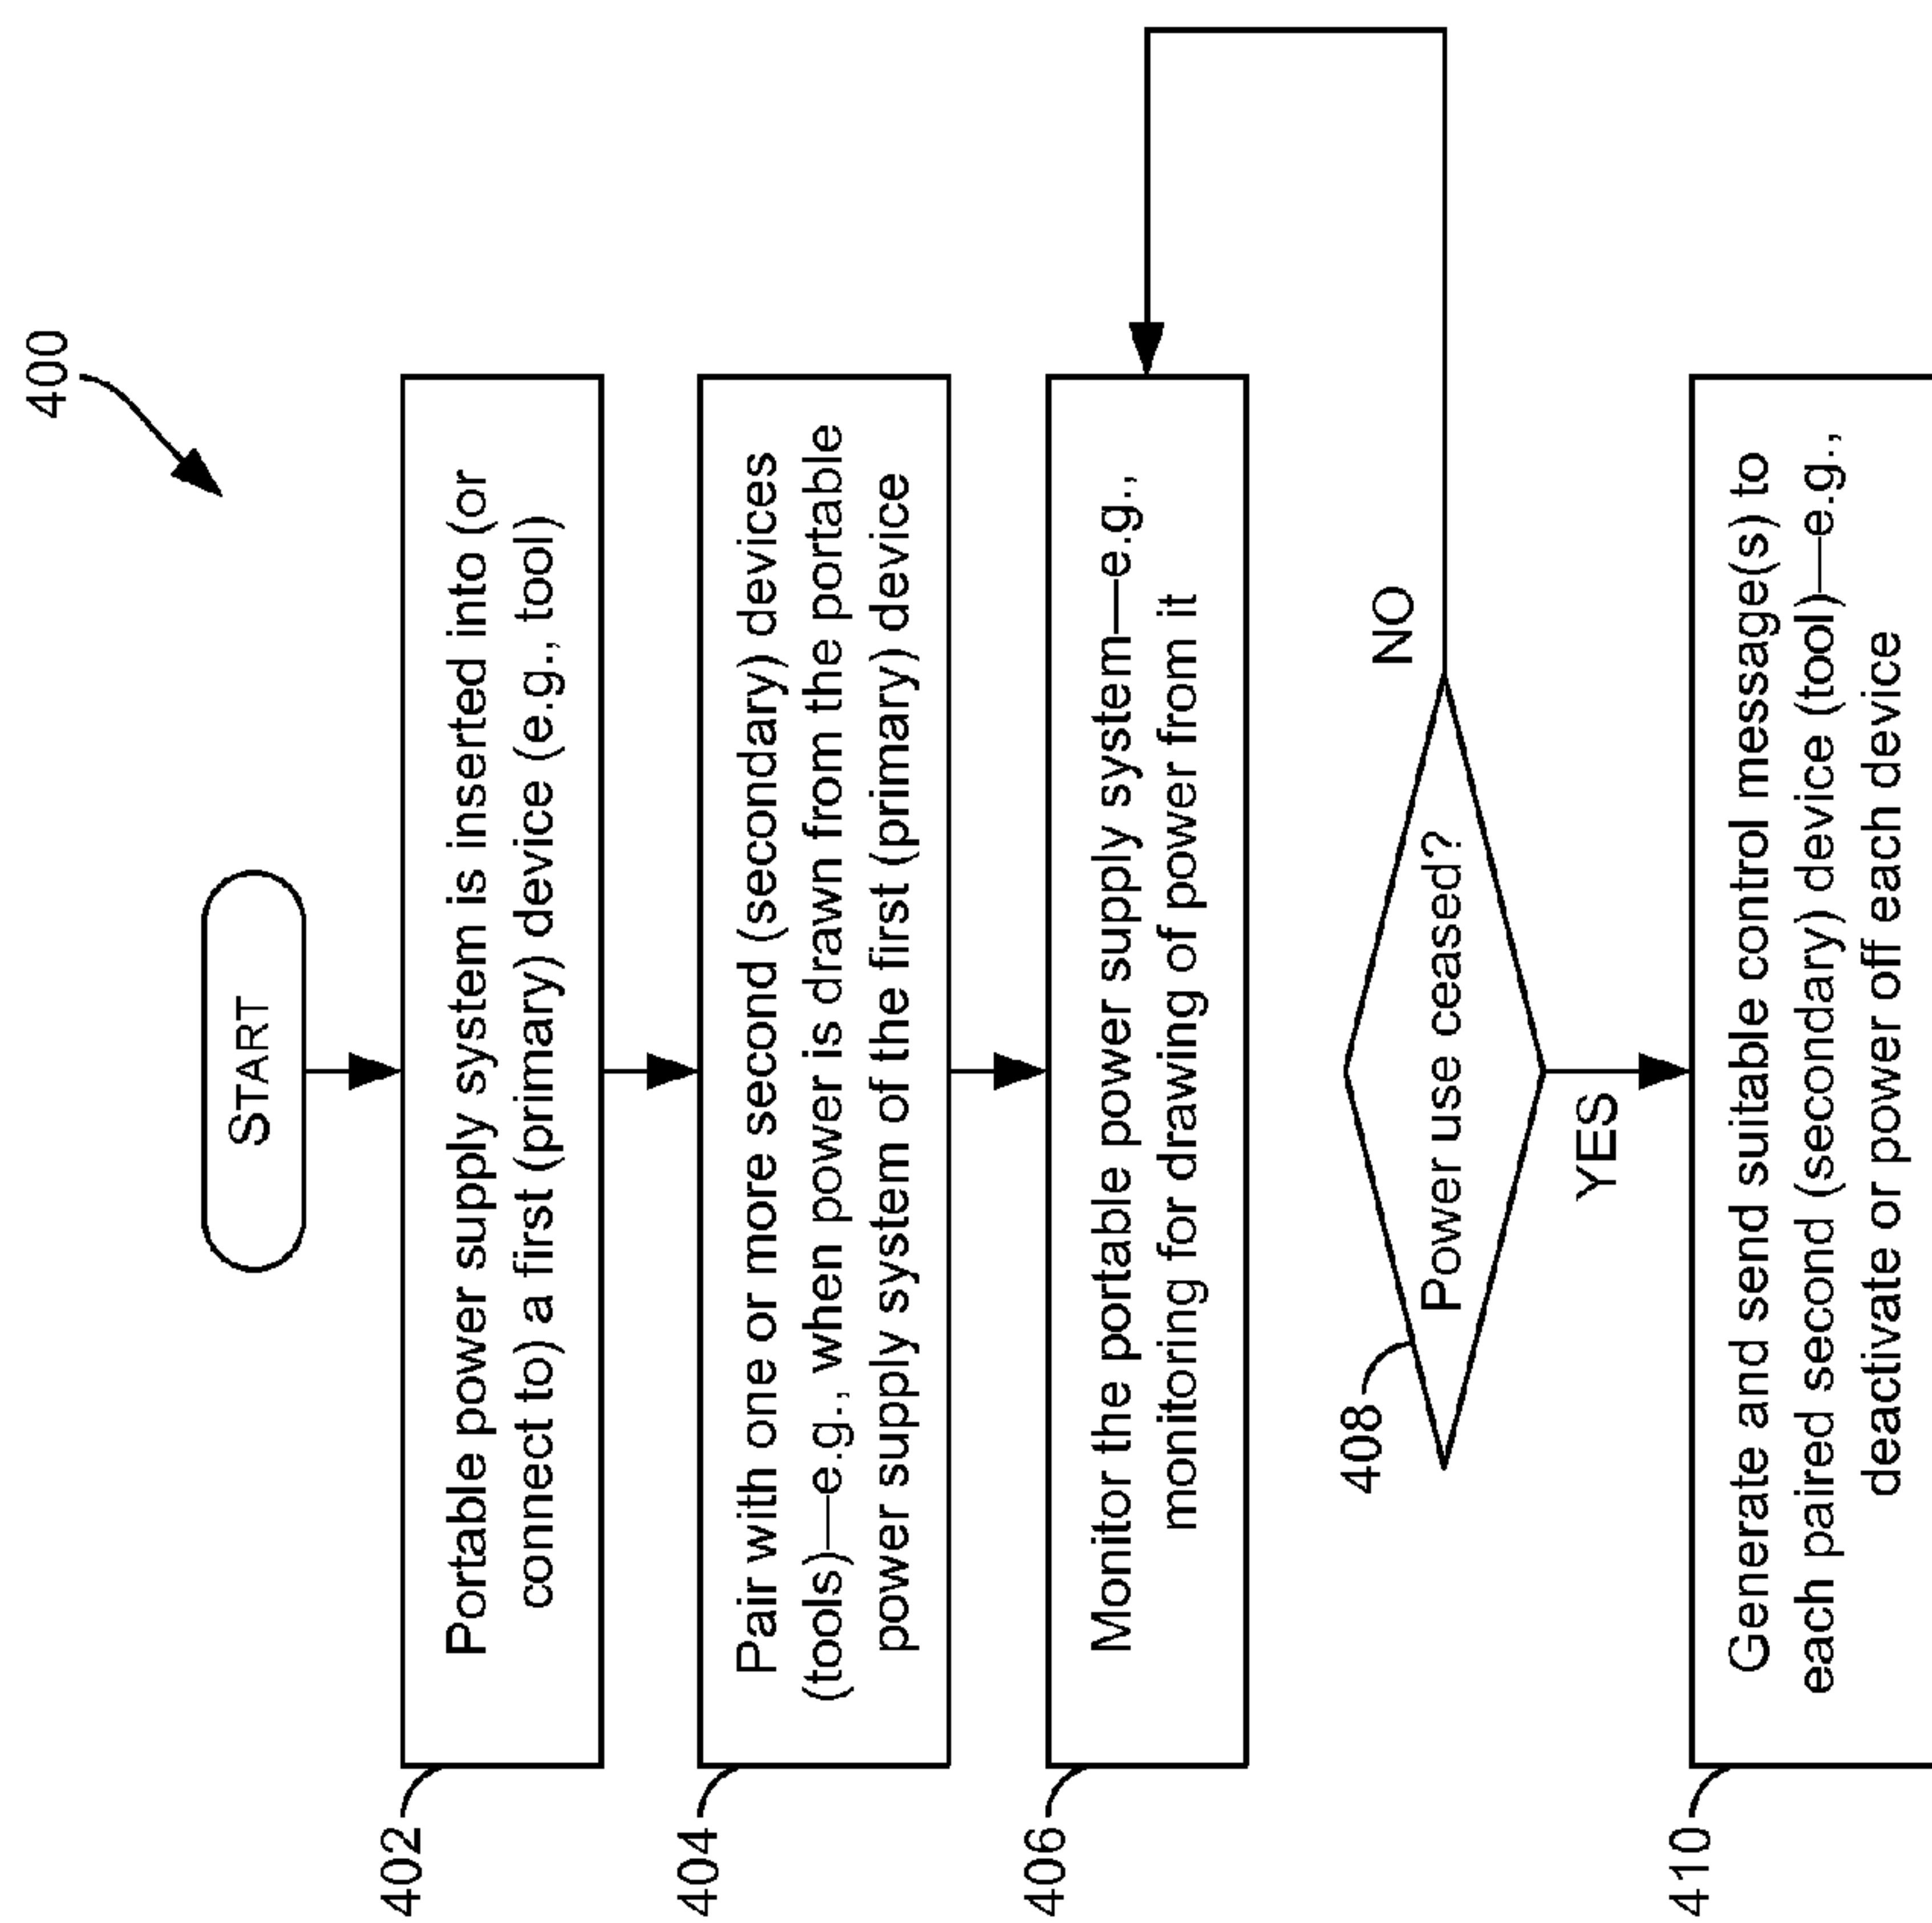 400
START
402
Portable power supply system is inserted into (or
connect to) a first (primary) device (e.g., tool)
404
Pair with one or more second (secondary) devices
(tools)—e.g., when power is drawn from the portable
power supply system of the first (primary) device
406
Monitor the portable power supply system—e.g.,
monitoring for drawing of power from it
408
Power use ceased?
NO
YES
410
Generate and send suitable control message(s) to
each paired second (secondary) device (tool)—e.g.,
deactivate or power off each device